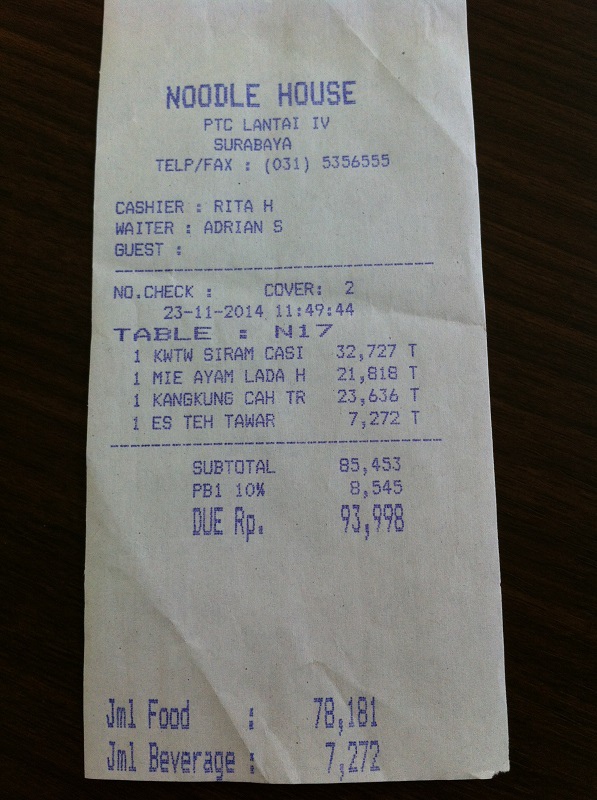 NOODLE HOUSE
PTC LANTAI IV
SURABAYA
TELP/FAX : (031) 5356555
CASHIER : RITA H
WAITER : ADRIAN S
GUEST :
NO.CHECK : COVER: 2
23-11-2014 11:49:44
TABLE : N17
1 KWTW SIRAM CASI 32,727 T
1 MIE AYAM LADA H 21,818 T
1 KANGKUNG CAH TR 23,636 T
1 ES TEH TAWAR 7,272 T
SUBTOTAL 85,453
PB1 10% 8,545
DUE Rp. 93,998
Jml Food : 78,181
Jml Beverage : 7,272